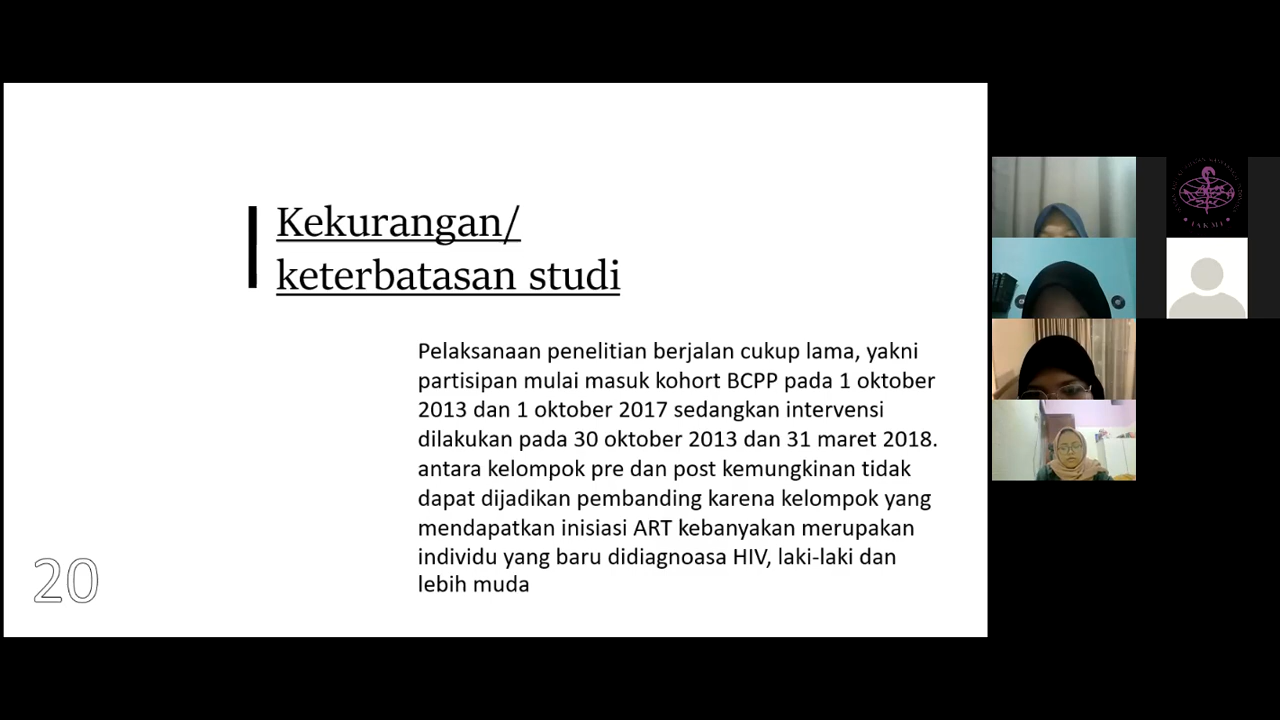 Kekurangan/
keterbatasan studi
Pelaksanaan penelitian berjalan cukup lama, yakni
partisipan mulai masuk kohort BCPP pada 1 oktober
2013 dan 1 oktober 2017 sedangkan intervensi
dilakukan pada 30 oktober 2013 dan 31 maret 2018.
antara kelompok pre dan post kemungkinan tidak
dapat dijadikan pembanding karena kelompok yang
mendapatkan inisiasi ART kebanyakan merupakan
individu yang baru didiagnoasa HIV, laki-laki dan
lebih muda
20
IAKMI